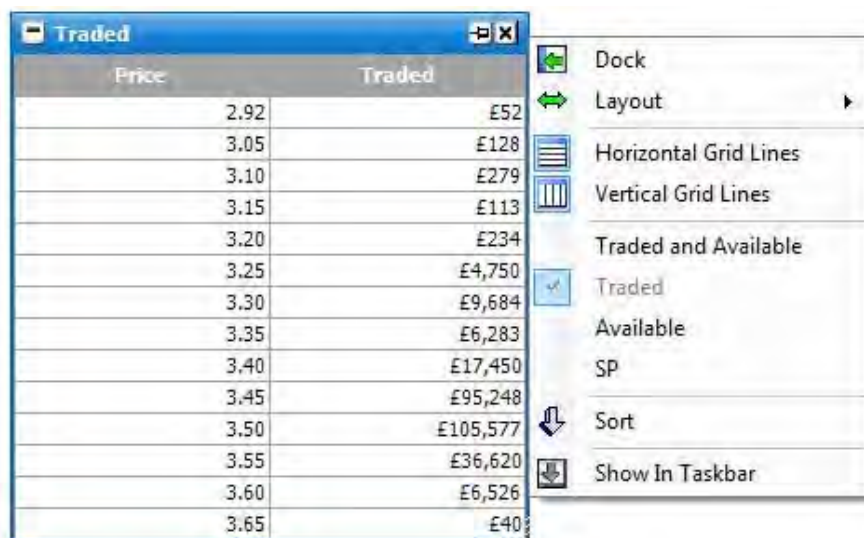 Traded
Price Traded
2.92 £52
3.05 £128
3.10 £279
3.15 £113
3.20 £234
3.25 £4,750
3.30 £9,684
3.35 £6,283
3.40 £17,450
3.45 £95,248
3.50 £105,577
3.55 £36,620
3.60 £6,526
3.65 £40
Dock
Layout
Horizontal Grid Lines
Vertical Grid Lines
Traded and Available
Traded
Available
SP
Sort
Show In Taskbar